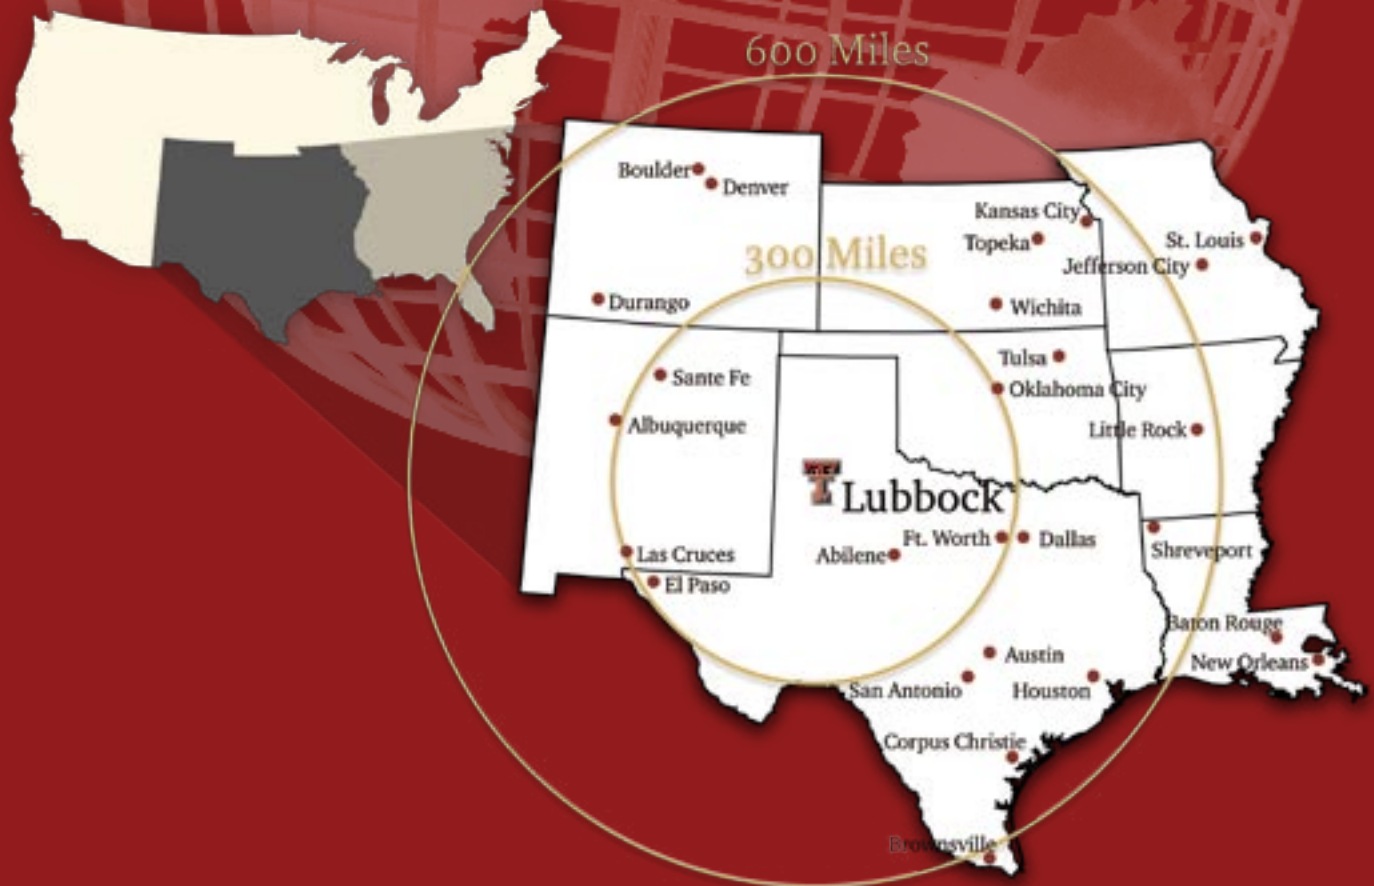 600 Miles
Boulder
Denver
Kansas City
Topeka
St. Louis
Jefferson City
300 Miles
Durango
Wichita
Tulsa
Sante Fe
Oklahoma City
Albuquerque
Little Rock
T Lubbock
Ft. Worth
Dallas
Abilene
Shreveport
Las Cruces
El Paso
Baron Rouge
Austin
New Orleans
San Antonio
Houston
Corpus Christie
Brownsville